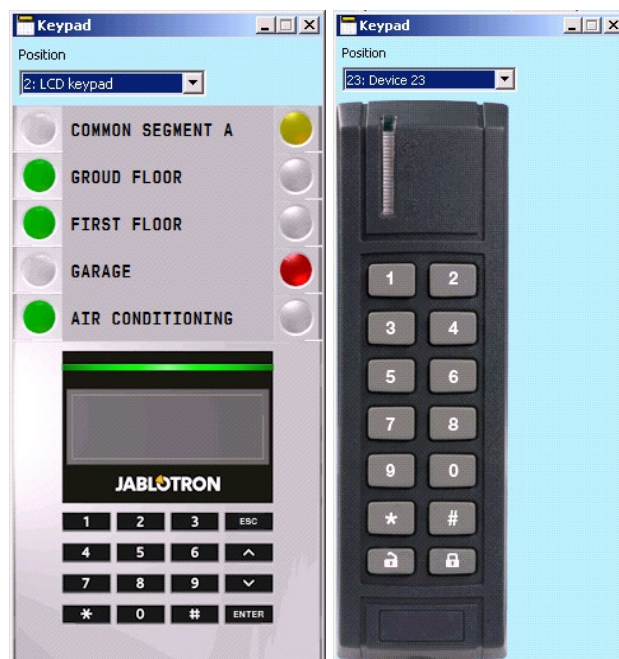 Keypad
Position
2: LCD keypad
COMMON SEGMENT A
GROUD FLOOR
FIRST FLOOR
GARAGE
AIR CONDITIONING
JABLOTRON
1 2 3 ESC
4 5 6
7 8 9
* 0 # ENTER
Keypad
Position
23: Device 23
1 2
3 4
5 6
7 8
9 0
* #